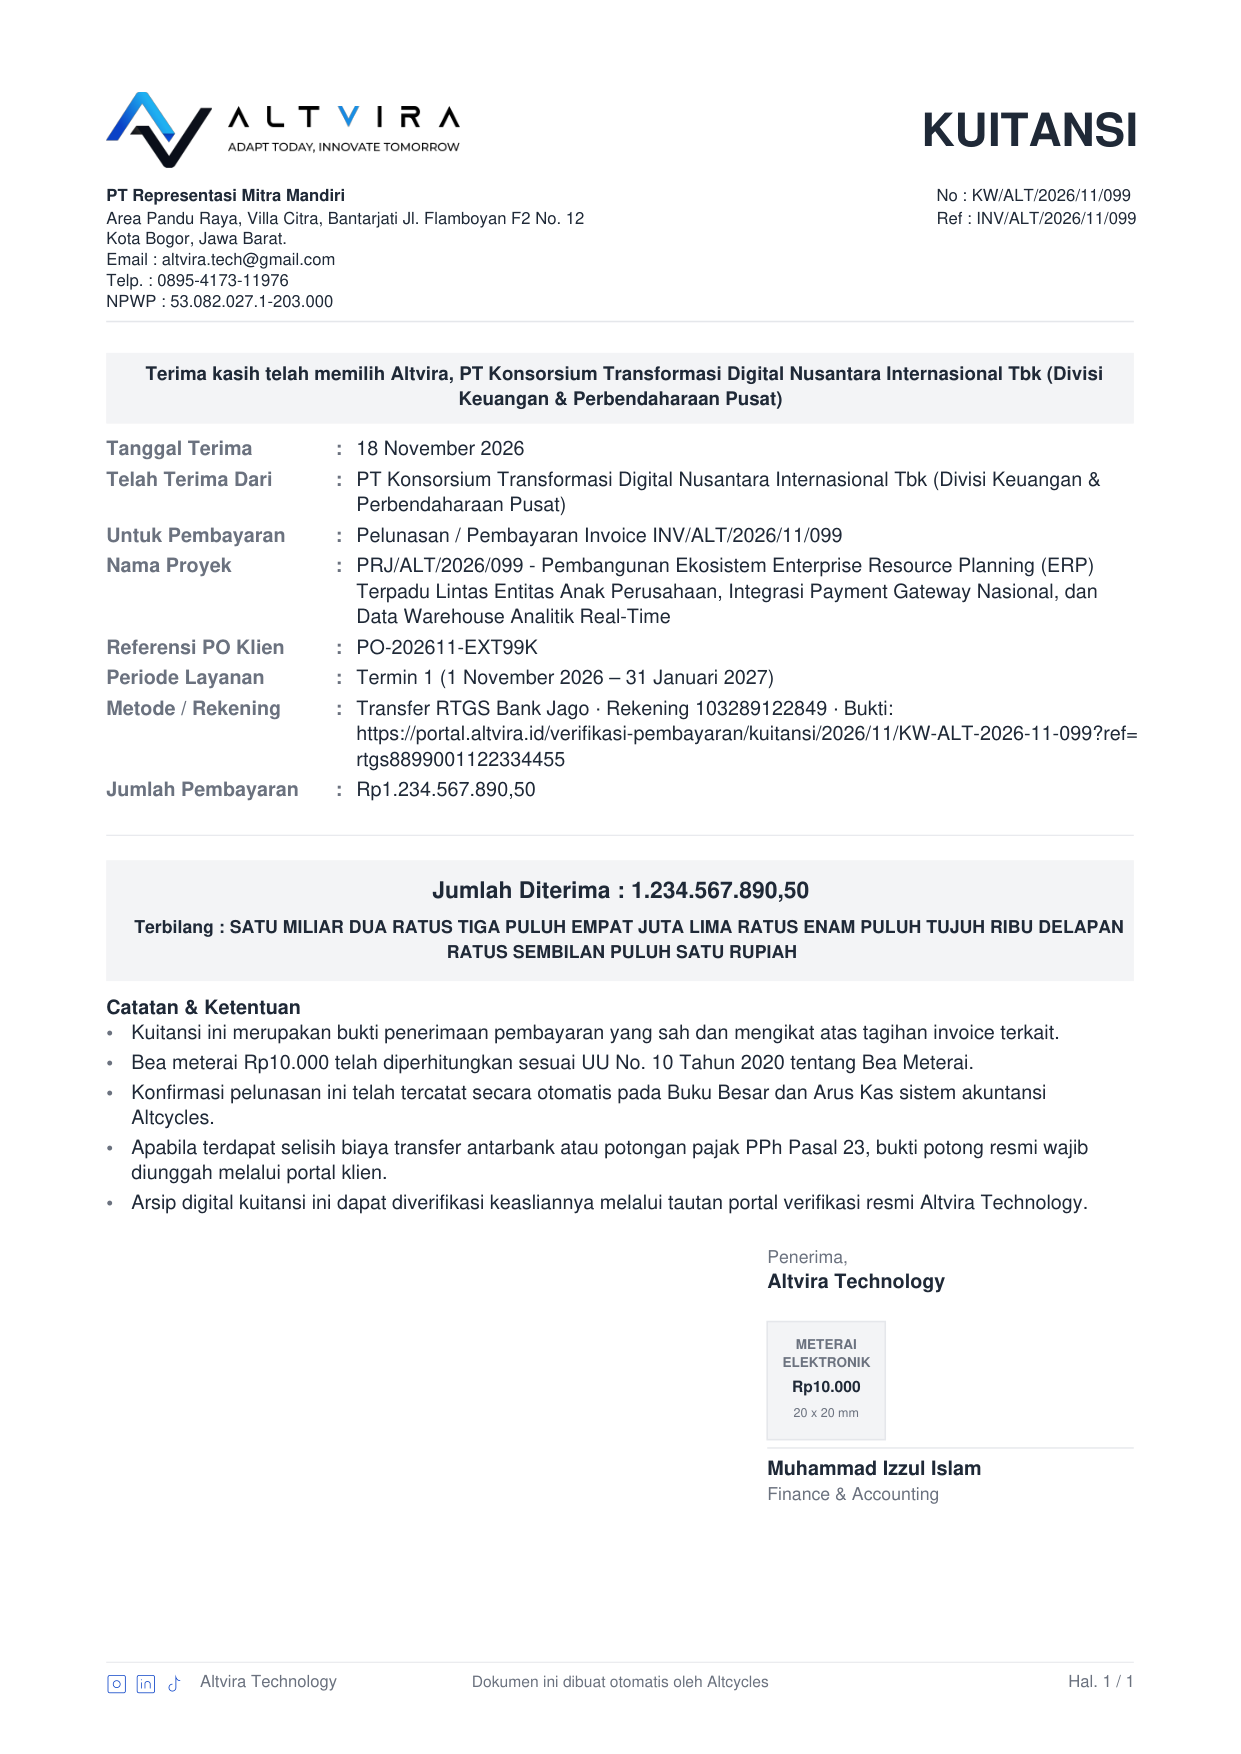 ALTVIRA
ADAPT TODAY, INNOVATE TOMORROW
KUITANSI
PT Representasi Mitra Mandiri
Area Pandu Raya, Villa Citra, Bantarjati Jl. Flamboyan F2 No. 12
Kota Bogor, Jawa Barat.
Email : altvira.tech@gmail.com
Telp. : 0895-4173-11976
NPWP : 53.082.027.1-203.000
No : KW/ALT/2026/11/099
Ref : INV/ALT/2026/11/099
Terima kasih telah memilih Altvira, PT Konsorsium Transformasi Digital Nusantara Internasional Tbk (Divisi
Keuangan & Perbendaharaan Pusat)
Tanggal Terima : 18 November 2026
Telah Terima Dari : PT Konsorsium Transformasi Digital Nusantara Internasional Tbk (Divisi Keuangan &
Perbendaharaan Pusat)
Untuk Pembayaran : Pelunasan / Pembayaran Invoice INV/ALT/2026/11/099
Nama Proyek : PRJ/ALT/2026/099 - Pembangunan Ekosistem Enterprise Resource Planning (ERP)
Terpadu Lintas Entitas Anak Perusahaan, Integrasi Payment Gateway Nasional, dan
Data Warehouse Analitik Real-Time
Referensi PO Klien : PO-202611-EXT99K
Periode Layanan : Termin 1 (1 November 2026 – 31 Januari 2027)
Metode / Rekening : Transfer RTGS Bank Jago · Rekening 103289122849 · Bukti:
https://portal.altvira.id/verifikasi-pembayaran/kuitansi/2026/11/KW-ALT-2026-11-099?ref=
rtgs8899001122334455
Jumlah Pembayaran : Rp1.234.567.890,50
Jumlah Diterima : 1.234.567.890,50
Terbilang : SATU MILIAR DUA RATUS TIGA PULUH EMPAT JUTA LIMA RATUS ENAM PULUH TUJUH RIBU DELAPAN
RATUS SEMBILAN PULUH SATU RUPIAH
Catatan & Ketentuan
• Kuitansi ini merupakan bukti penerimaan pembayaran yang sah dan mengikat atas tagihan invoice terkait.
• Bea meterai Rp10.000 telah diperhitungkan sesuai UU No. 10 Tahun 2020 tentang Bea Meterai.
• Konfirmasi pelunasan ini telah tercatat secara otomatis pada Buku Besar dan Arus Kas sistem akuntansi
Altcycles.
• Apabila terdapat selisih biaya transfer antarbank atau potongan pajak PPh Pasal 23, bukti potong resmi wajib
diunggah melalui portal klien.
• Arsip digital kuitansi ini dapat diverifikasi keasliannya melalui tautan portal verifikasi resmi Altvira Technology.
Penerima,
Altvira Technology
METERAI
ELEKTRONIK
Rp10.000
20 x 20 mm
Muhammad Izzul Islam
Finance & Accounting
Altvira Technology
Dokumen ini dibuat otomatis oleh Altcycles
Hal. 1 / 1